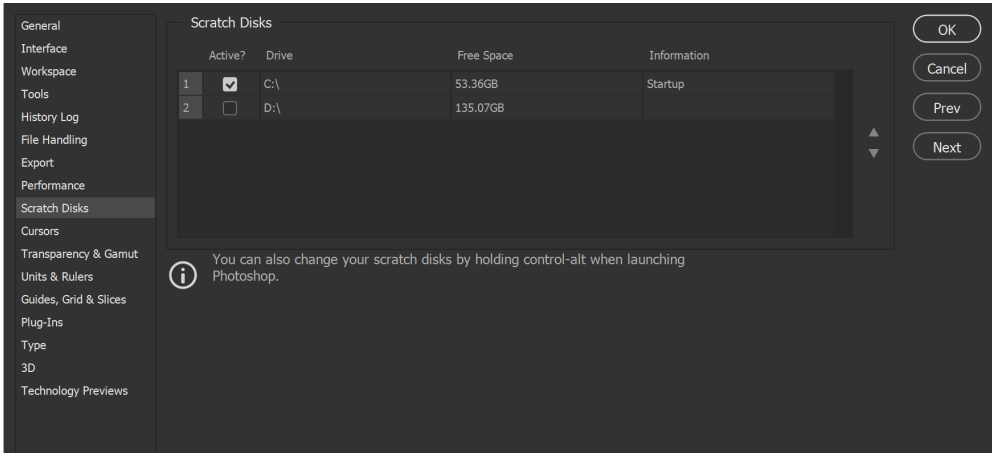 General
Interface
Workspace
Tools
History Log
File Handling
Export
Performance
Scratch Disks
Cursors
Transparency & Gamut
Units & Rulers
Guides, Grid & Slices
Plug-Ins
Type
3D
Technology Previews
Scratch Disks
Active? Drive Free Space Information
1 C:\ 53.36GB Startup
2 D:\ 135.07GB
You can also change your scratch disks by holding control-alt when launching
Photoshop.
OK
Cancel
Prev
Next